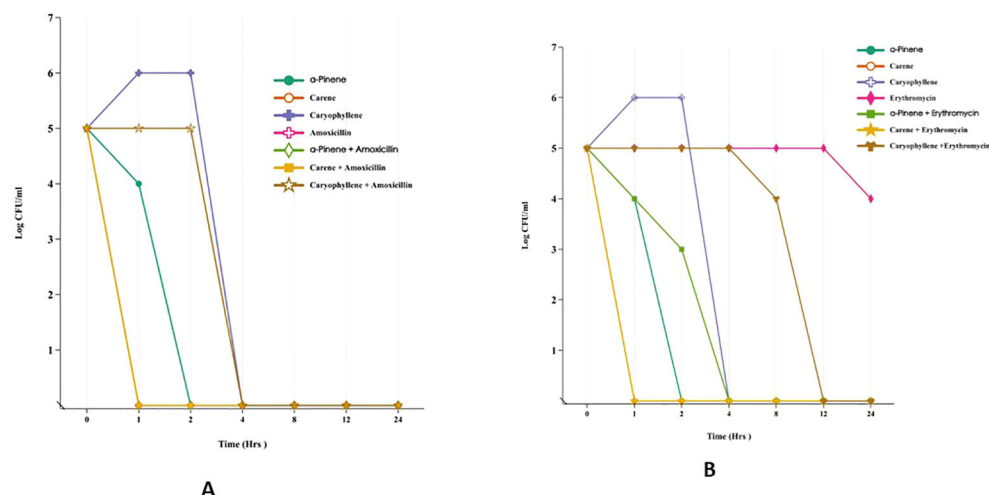 7
6
5
4
3
2
1
Log CFU/ml
0
1
2
4
8
12
24
Time (Hrs )
α-Pinene
Carene
Caryophyllene
Amoxicillin
α-Pinene + Amoxicillin
Carene + Amoxicillin
Caryophyllene + Amoxicillin
A
7
6
5
4
3
2
1
Log CFU/ml
0
1
2
4
8
12
24
Time (Hrs )
α-Pinene
Carene
Caryophyllene
Erythromycin
α-Pinene + Erythromycin
Carene + Erythromycin
Caryophyllene +Erythromycin
B